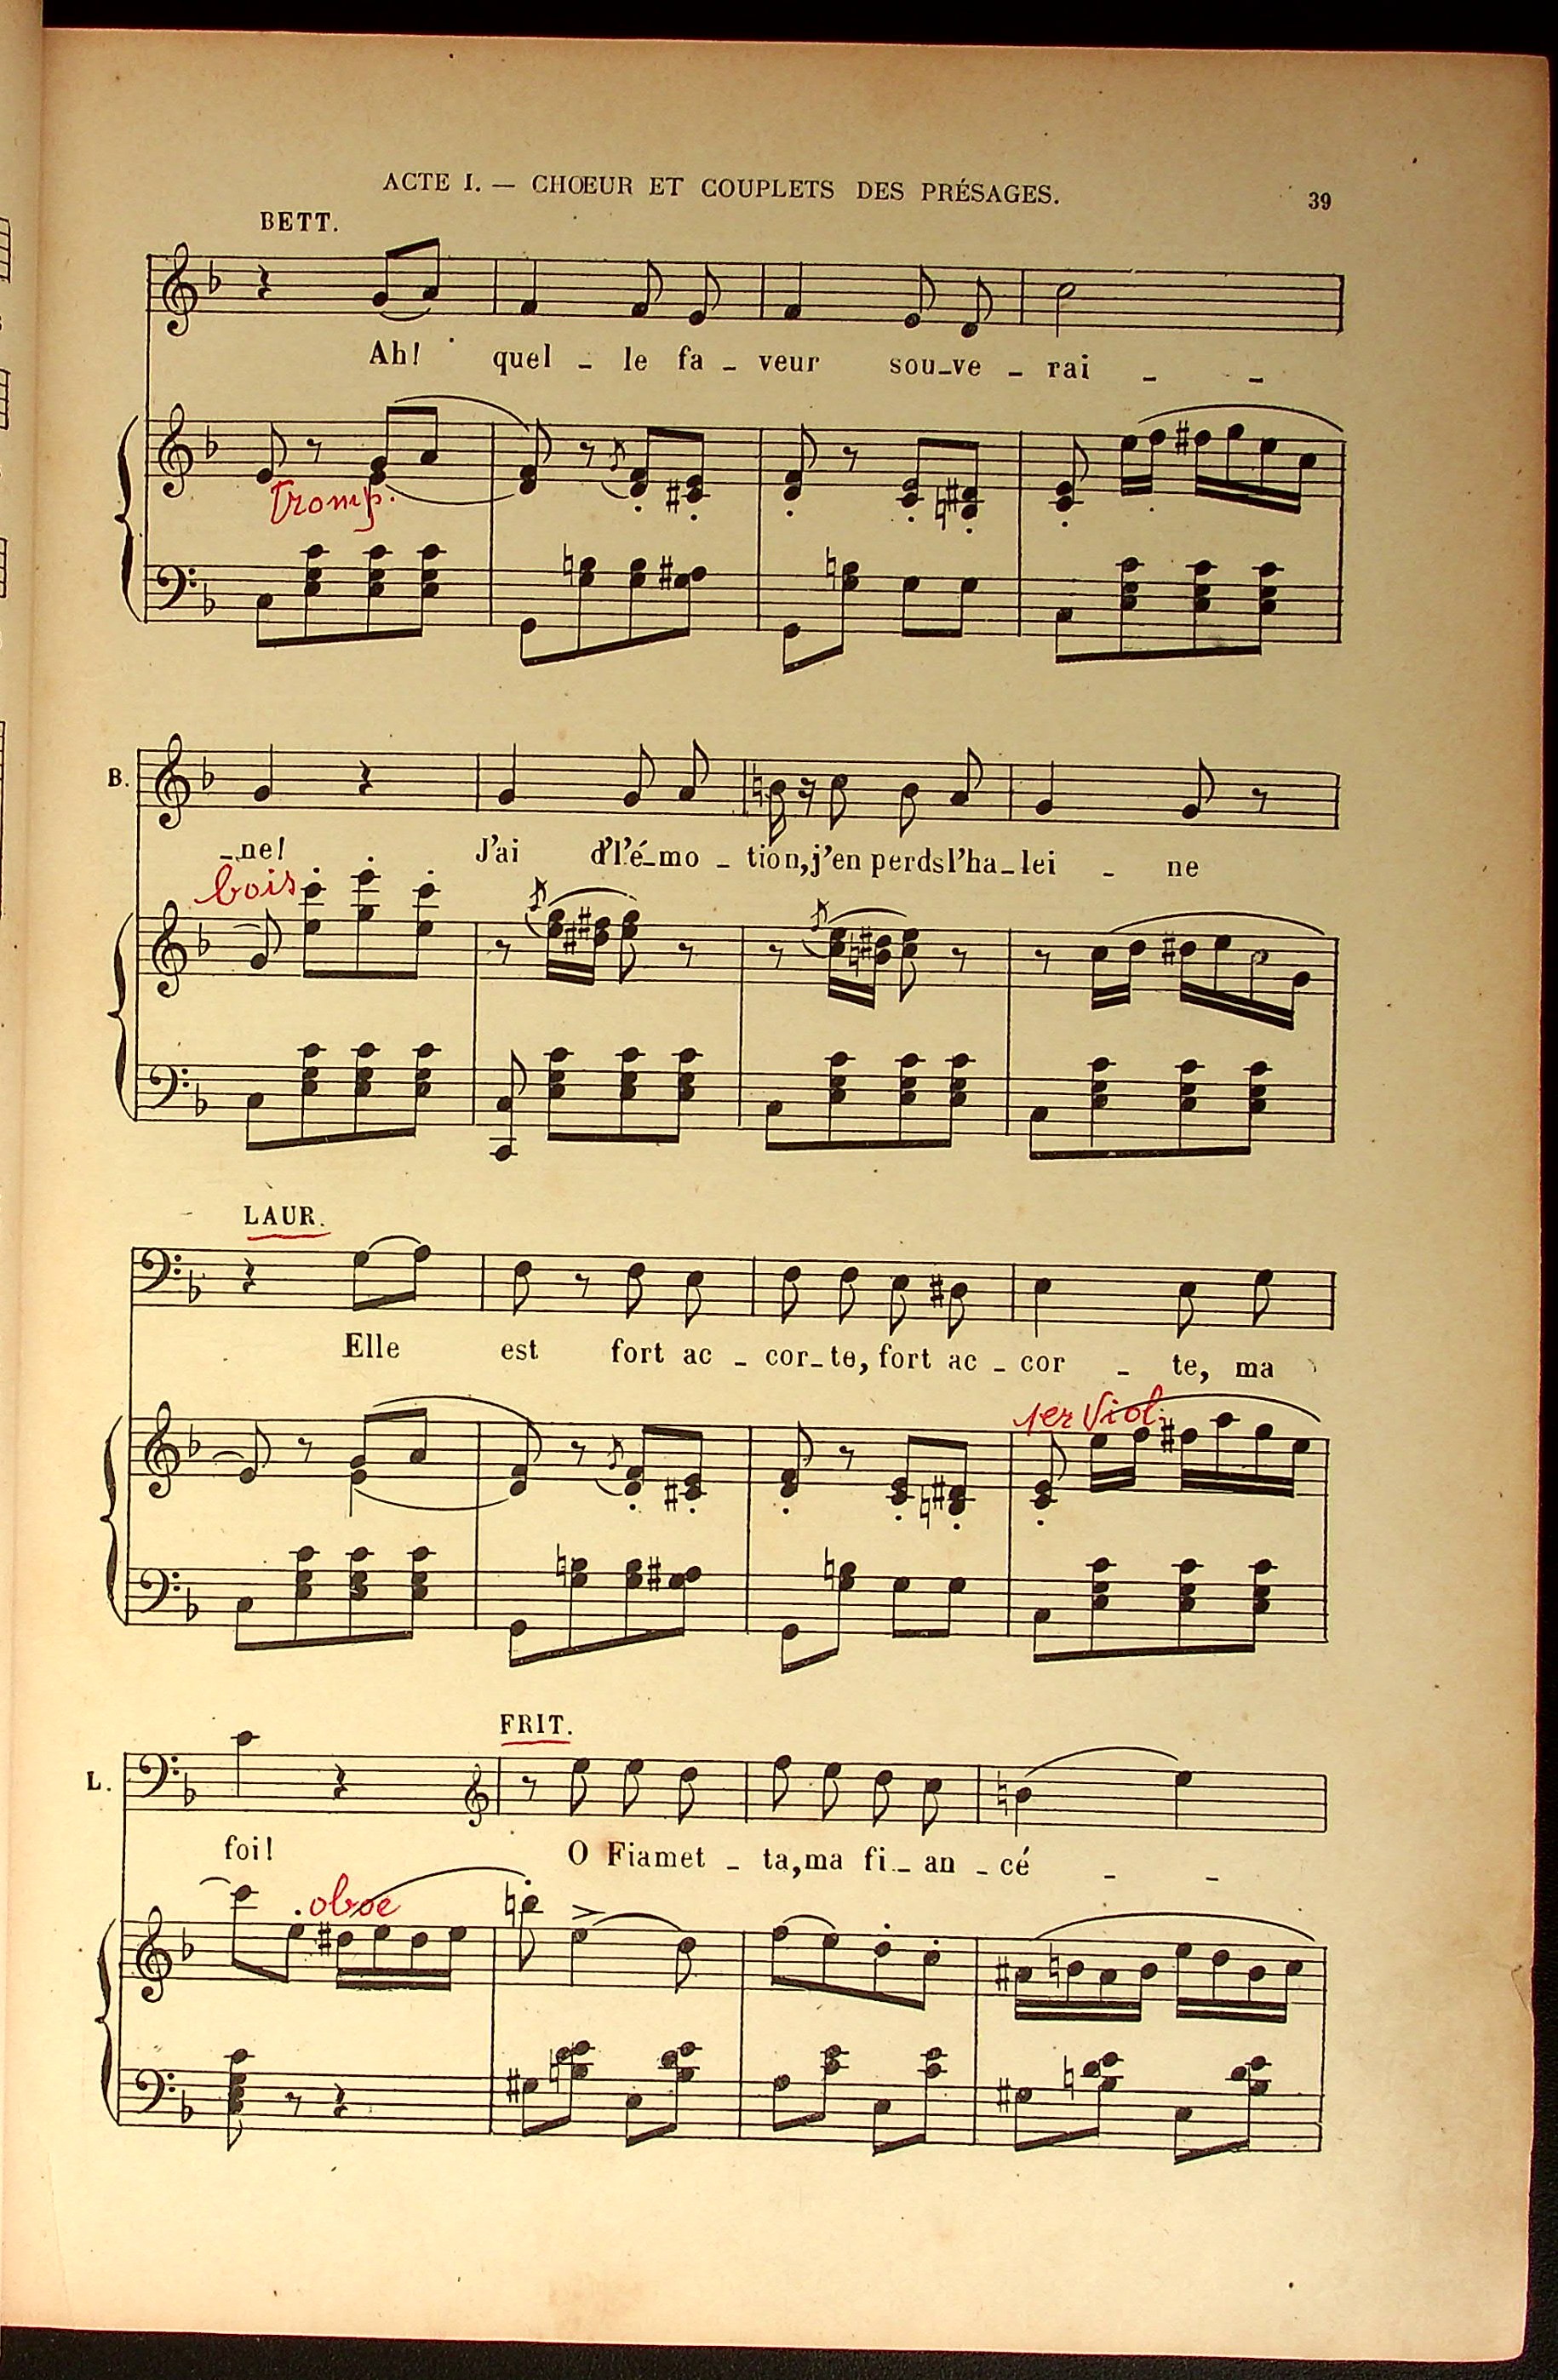 ACTE I. — CHŒUR ET COUPLETS DES PRÉSAGES. 39
BETT.
Ah! quel - le fa - veur sou-ve - rai - -
Tromp.
B.
-ne! J'ai d'l'é-mo - tion, j'en perds l'ha-lei - ne
bois
LAUR.
Elle est fort ac - cor-te, fort ac - cor - te, ma
1er Viol.
FRIT.
L.
foi! O Fiamet - ta, ma fi - an - cé - -
oboe